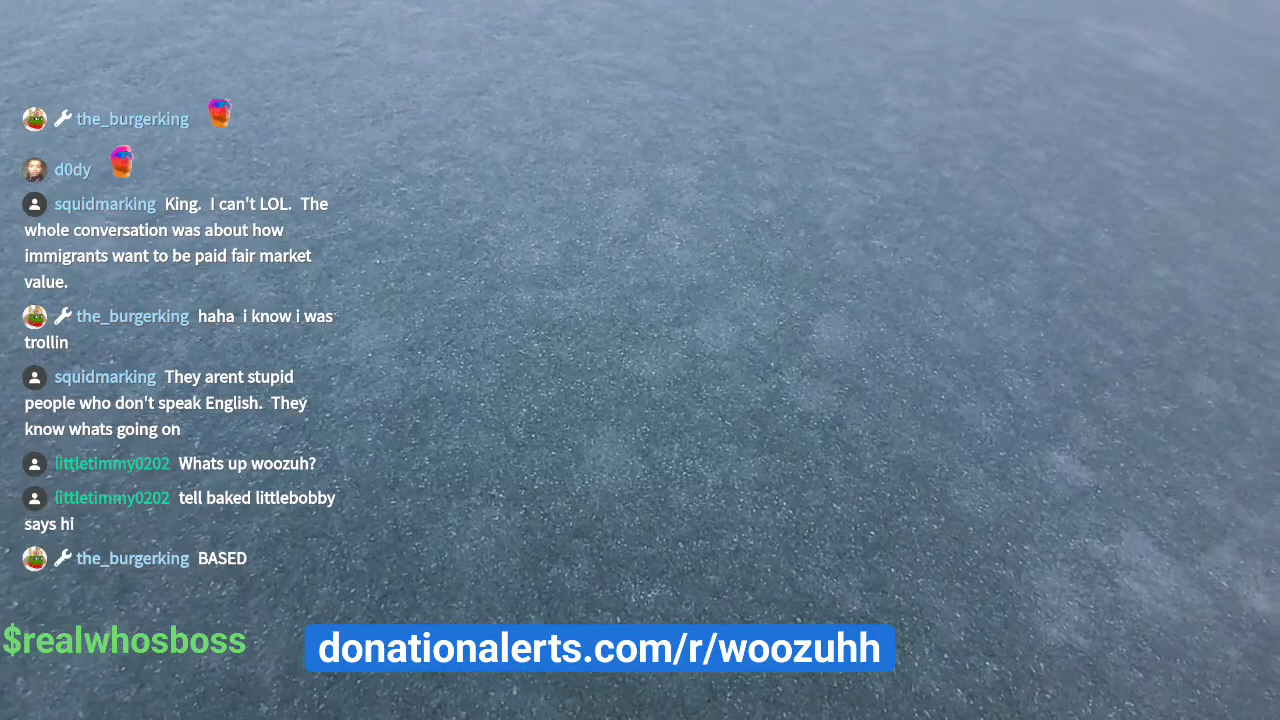 the_burgerking
d0dy
squidmarking King. I can't LOL. The
whole conversation was about how
immigrants want to be paid fair market
value.
the_burgerking haha i know i was
trollin
squidmarking They arent stupid
people who don't speak English. They
know whats going on
littletimmy0202 Whats up woozuh?
littletimmy0202 tell baked littlebobby
says hi
the_burgerking BASED
$realwhosboss
donationalerts.com/r/woozuhh